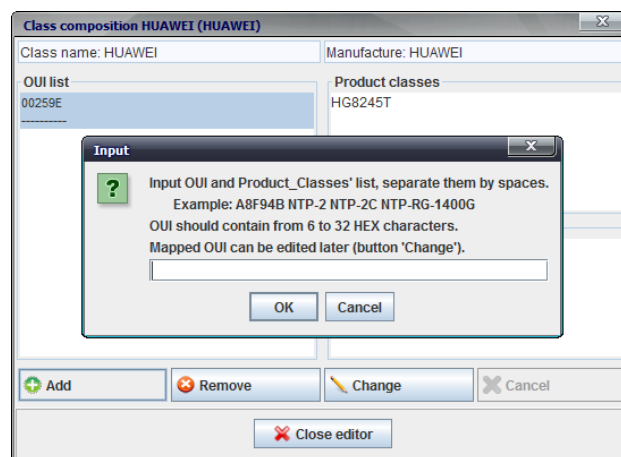 Class composition HUAWEI (HUAWEI)
Class name: HUAWEI
Manufacture: HUAWEI
OUI list
Product classes
00259E
HG8245T
----------
Input
?
Input OUI and Product_Classes' list, separate them by spaces.
Example: A8F94B NTP-2 NTP-2C NTP-RG-1400G
OUI should contain from 6 to 32 HEX characters.
Mapped OUI can be edited later (button 'Change').
OK
Cancel
Add
Remove
Change
Cancel
Close editor